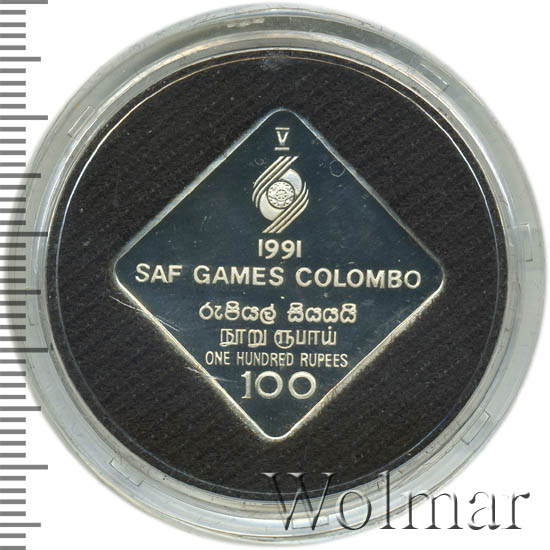 V
1991
SAF GAMES COLOMBO
රුපියල් සියයයි
நூறு ரூபாய்
ONE HUNDRED RUPEES
100
Wolmar